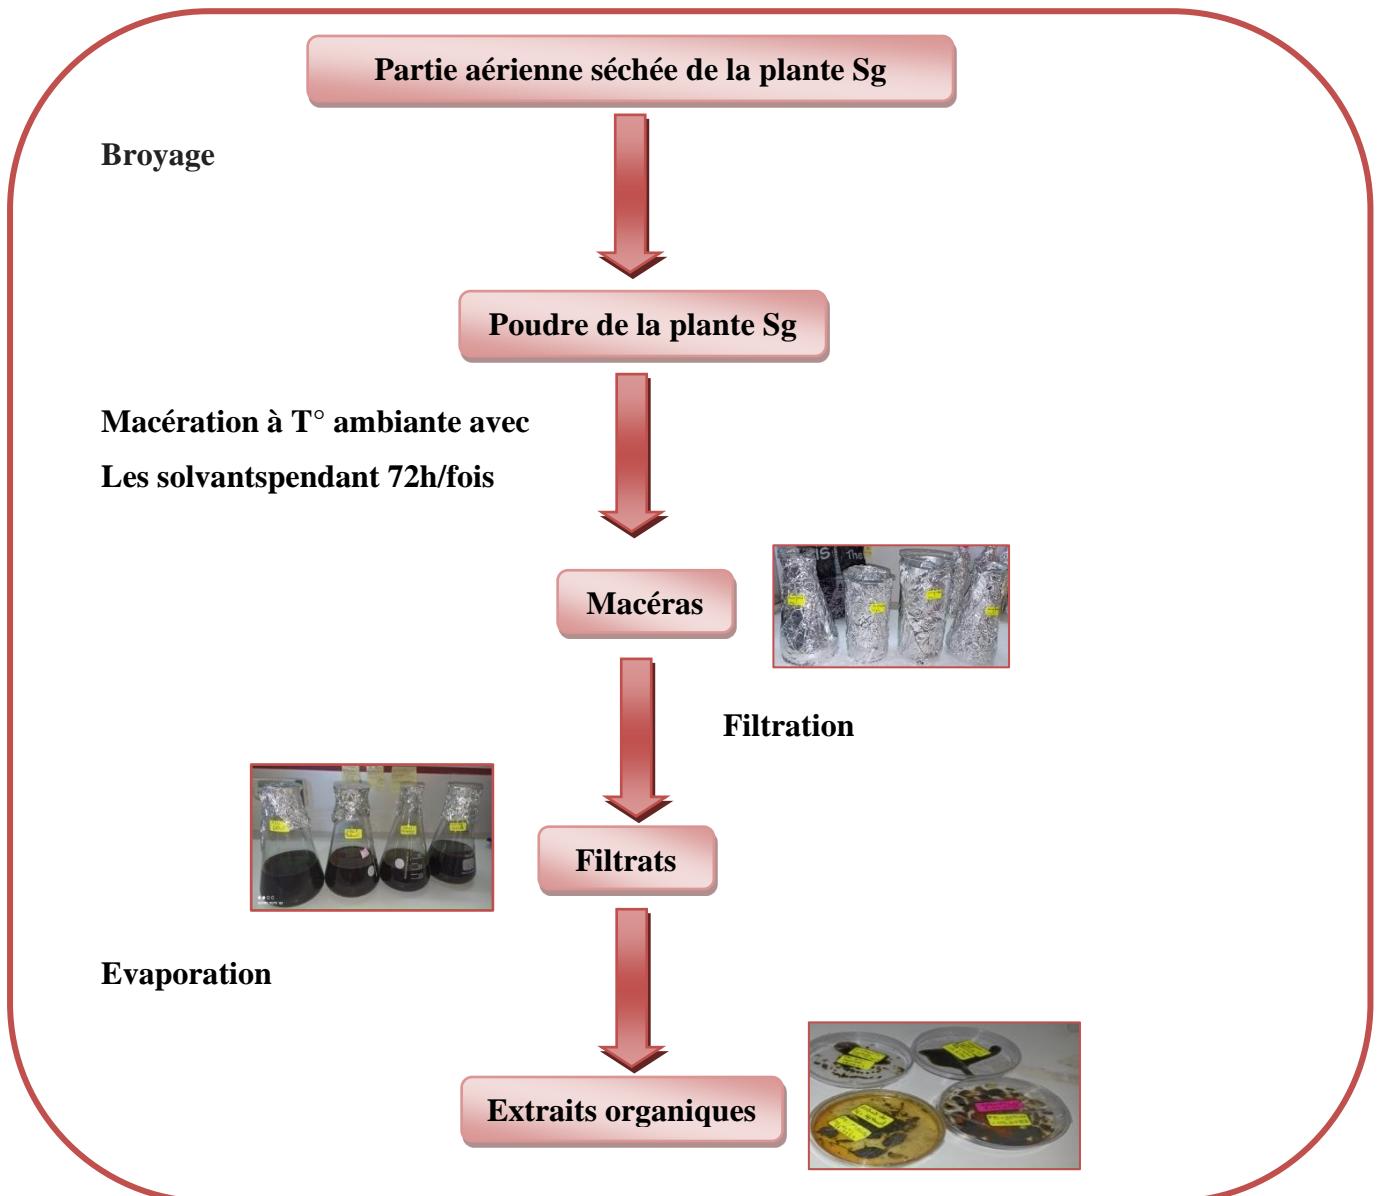 Partie aérienne séchée de la plante Sg
Broyage
Poudre de la plante Sg
Macération à T° ambiante avec
Les solvantspendant 72h/fois
Macéras
Filtration
Filtrats
Evaporation
Extraits organiques